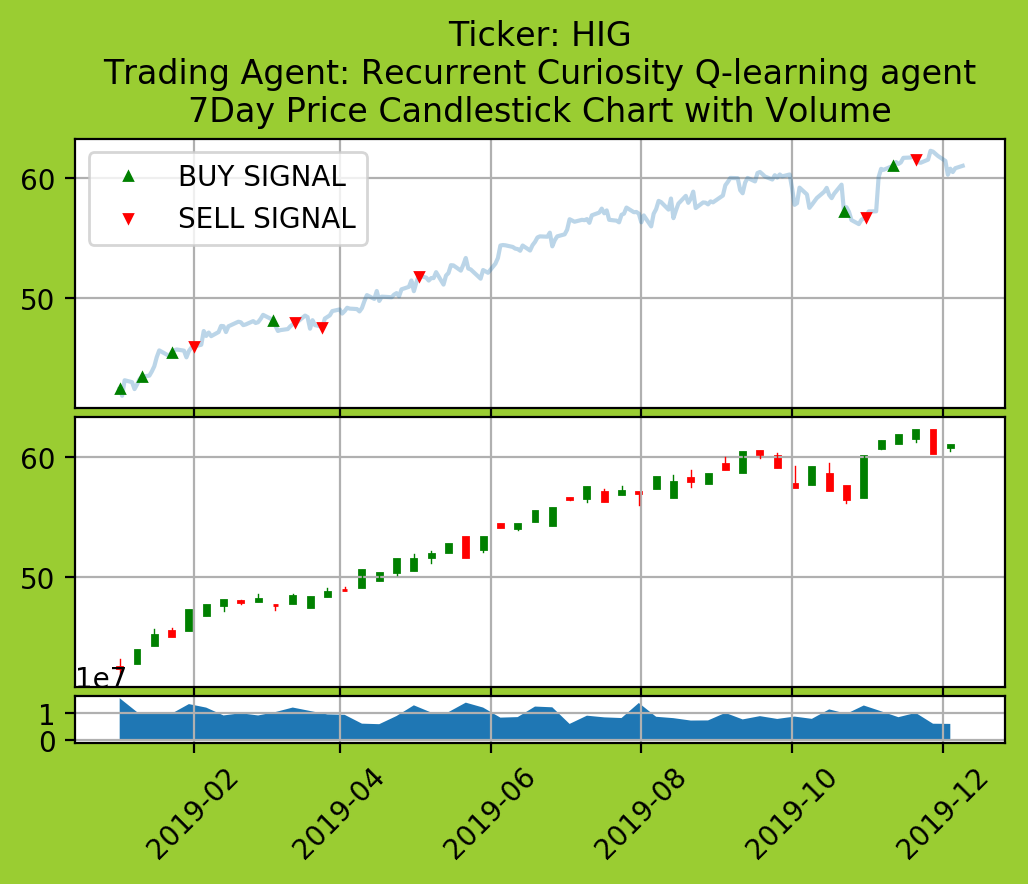 Ticker: HIG
Trading Agent: Recurrent Curiosity Q-learning agent
7Day Price Candlestick Chart with Volume
BUY SIGNAL
SELL SIGNAL
60
50
60
50
1e7
1
0
2019-02
2019-04
2019-06
2019-08
2019-10
2019-12